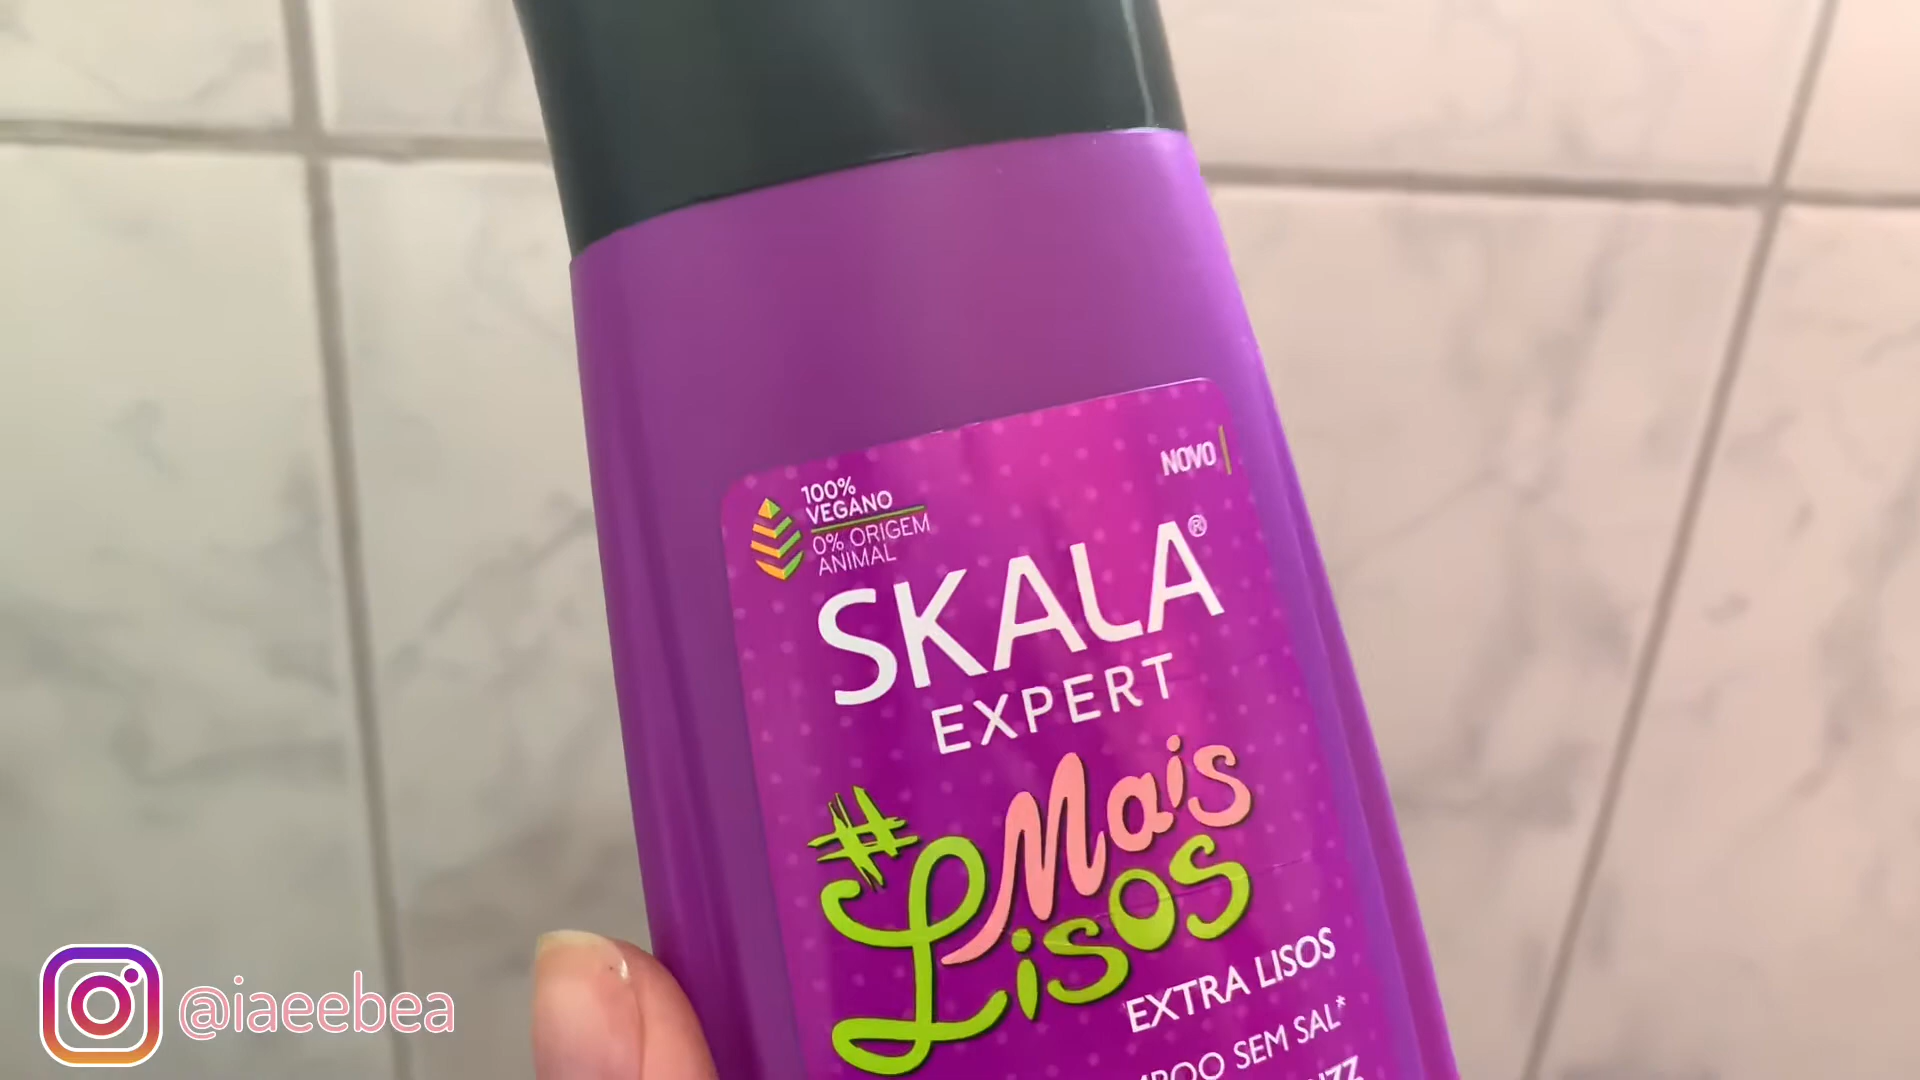 100%
VEGANO
0% ORIGEM
ANIMAL
NOVO
SKALA®
EXPERT
#Mais
Lisos
EXTRA LISOS
SEM SAL*
@iaeebea